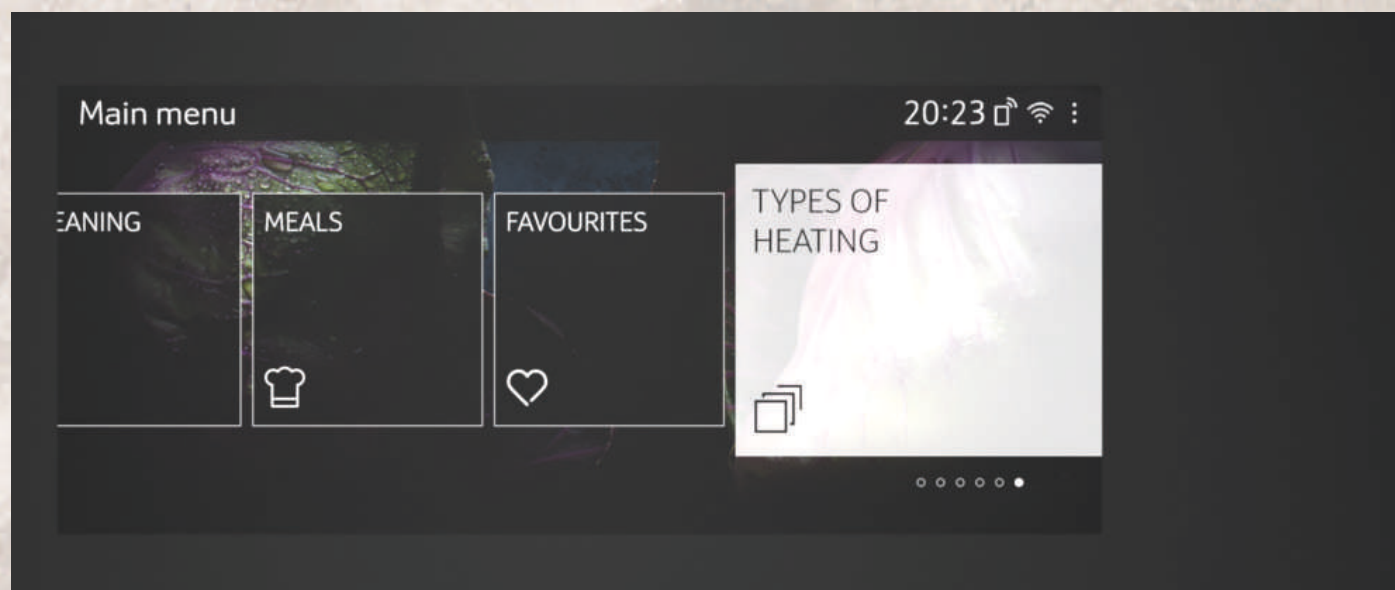 Main menu
20:23
EANING
MEALS
FAVOURITES
TYPES OF
HEATING